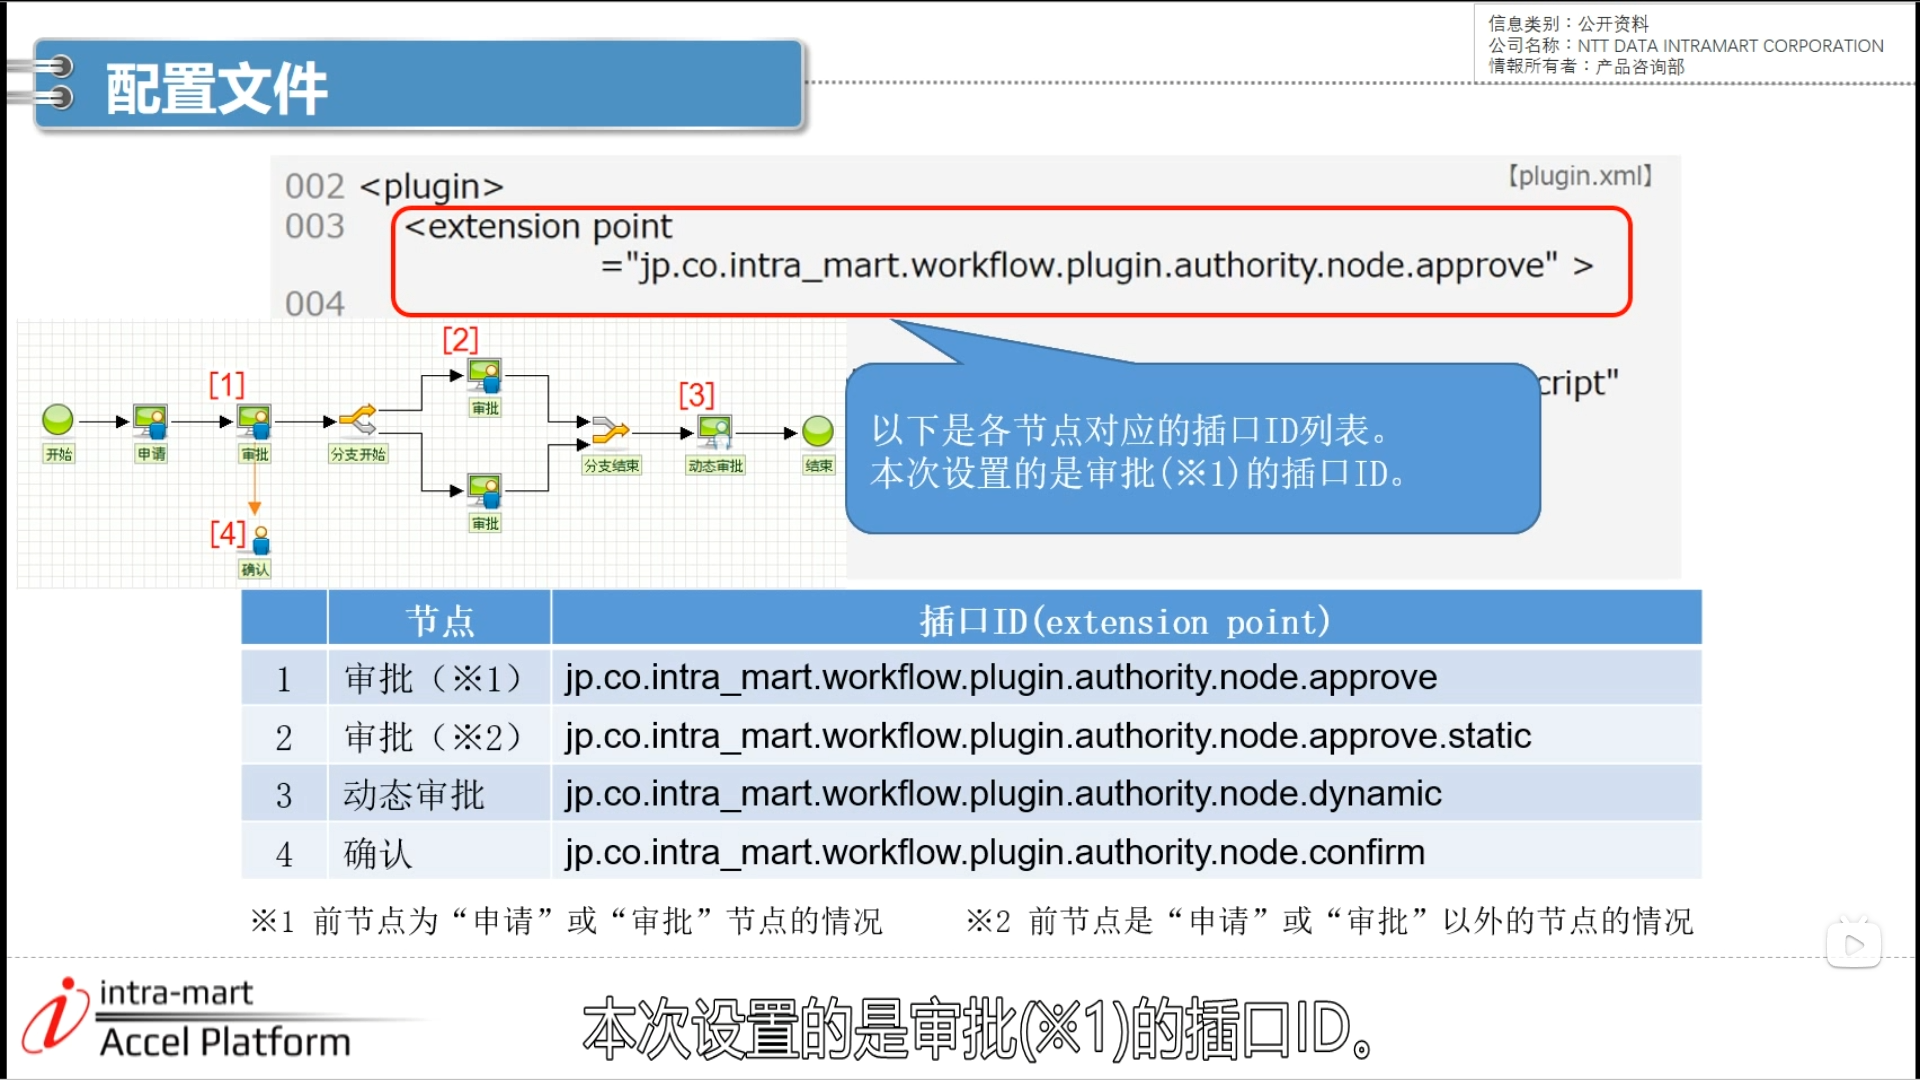 信息类别：公开资料
公司名称：NTT DATA INTRAMART CORPORATION
情報所有者：产品咨询部
配置文件
【plugin.xml】
002 <plugin>
003 <extension point
="jp.co.intra_mart.workflow.plugin.authority.node.approve" >
004
cript"
以下是各节点对应的插口ID列表。
本次设置的是审批(※1)的插口ID。
[1]
[2]
[3]
[4]
开始
申请
审批
分支开始
审批
审批
分支结束
动态审批
结束
确认
节点 插口ID(extension point)
1 审批（※1） jp.co.intra_mart.workflow.plugin.authority.node.approve
2 审批（※2） jp.co.intra_mart.workflow.plugin.authority.node.approve.static
3 动态审批 jp.co.intra_mart.workflow.plugin.authority.node.dynamic
4 确认 jp.co.intra_mart.workflow.plugin.authority.node.confirm
※1 前节点为“申请”或“审批”节点的情况 ※2 前节点是“申请”或“审批”以外的节点的情况
intra-mart
Accel Platform
本次设置的是审批(※1)的插口ID。